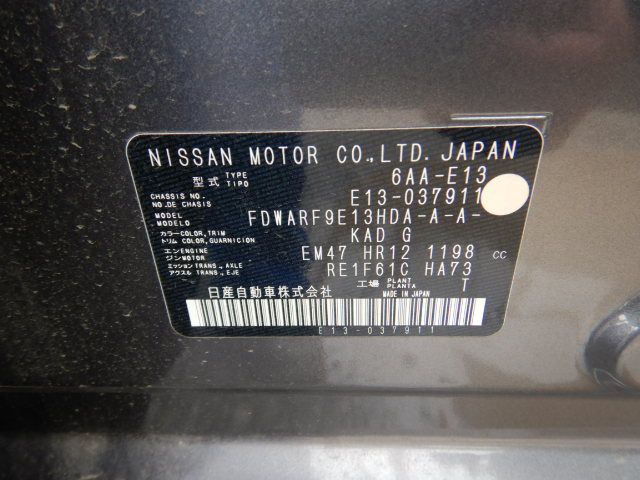 NISSAN MOTOR CO.,LTD. JAPAN
型式 TYPE TIPO 6AA-E13
CHASSIS NO. NO.DE CHASIS E13-037911
MODEL MODELO FDWARF9E13HDA-A-A-
カラー COLOR,TRIM トリム COLOR,GUARNICION KAD G
エンEN­GINE ジンMOTOR EM47 HR12 1198 cc
ミッション TRANS., AXLE アクスル TRANS., EJE RE1F61C HA73
工場 PLANT PLANTA T
日産自動車株式会社 MADE IN JAPAN
E13-037911